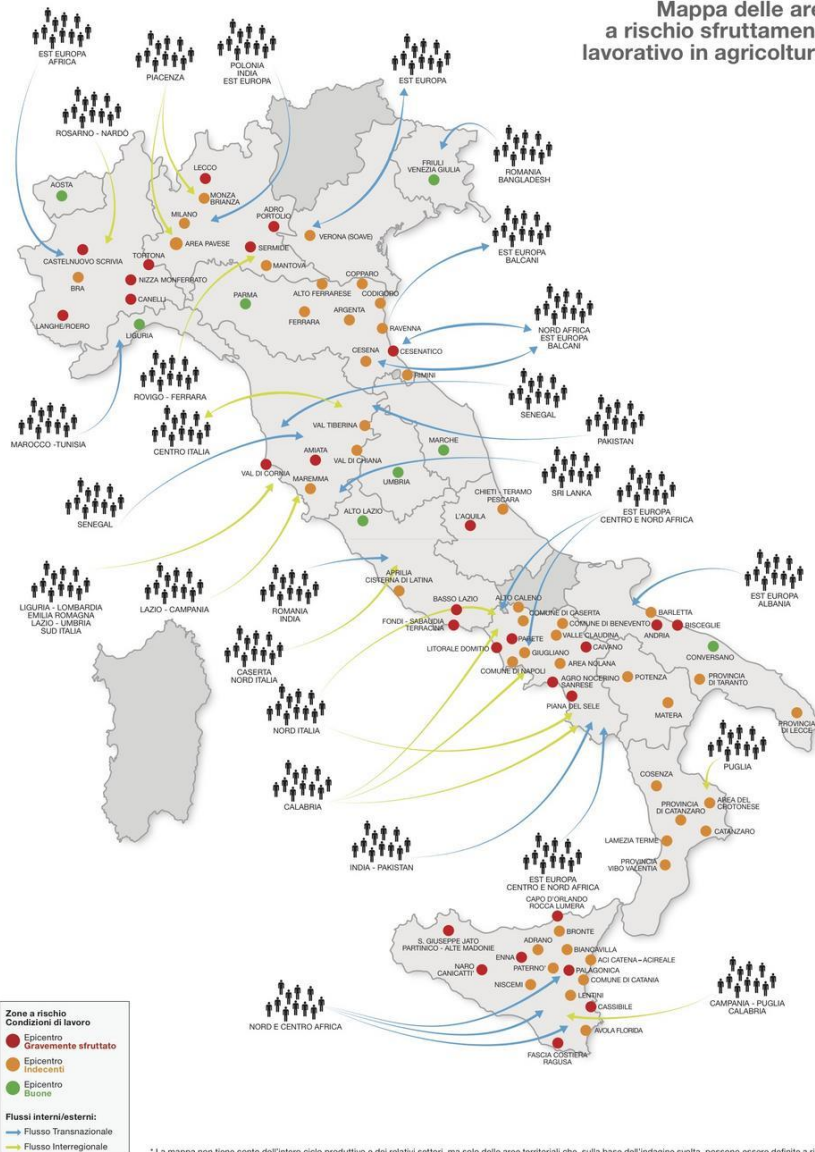 Mappa delle are
a rischio sfruttamen
lavorativo in agricoltur
EST EUROPA
AFRICA
PIACENZA
POLONIA
INDIA
EST EUROPA
EST EUROPA
ROSARNO - NARDÒ
ROMANIA
BANGLADESH
AOSTA
LECCO
MONZA
BRIANZA
FRIULI
VENEZIA GIULIA
MILANO
ADRO
PORTOLIO
AREA PAVESE
SERMIDE
VERONA (SOAVE)
EST EUROPA
BALCANI
CASTELNUOVO SCRIVIA
TORTONA
MANTOVA
BRA
NIZZA MONFERRATO
COPPARO
ALTO FERRARESE
CODIGORO
CANELLI
PARMA
LANGHE/ROERO
LIGURIA
FERRARA
ARGENTA
RAVENNA
NORD AFRICA
EST EUROPA
BALCANI
CESENA
CESENATICO
RIMINI
ROVIGO - FERRARA
SENEGAL
MAROCCO -TUNISIA
CENTRO ITALIA
VAL TIBERINA
PAKISTAN
MARCHE
AMIATA
VAL DI CHIANA
VAL DI CORNIA
MAREMMA
UMBRIA
SRI LANKA
SENEGAL
CHIETI - TERAMO
PESCARA
EST EUROPA
CENTRO E NORD AFRICA
ALTO LAZIO
L'AQUILA
LIGURIA - LOMBARDIA
EMILIA ROMAGNA
LAZIO - UMBRIA
SUD ITALIA
LAZIO - CAMPANIA
ROMANIA
INDIA
APRILIA
CISTERNA DI LATINA
EST EUROPA
ALBANIA
BASSO LAZIO
ALTO CALENO
COMUNE DI CASERTA
BARLETTA
FONDI - SABAUDIA
TERRACINA
COMUNE DI BENEVENTO
BISCEGLIE
ANDRIA
PARETE
VALLE CLAUDINA
LITORALE DOMITIO
CAIVANO
GIUGLIANO
CONVERSANO
COMUNE DI NAPOLI
AREA NOLANA
CASERTA
NORD ITALIA
AGRO NOCERINO
SANRESE
POTENZA
PROVINCIA
DI TARANTO
PIANA DEL SELE
MATERA
PROVINCIA
DI LECCE
NORD ITALIA
PUGLIA
COSENZA
CALABRIA
AREA DEL
CROTONESE
PROVINCIA
DI CATANZARO
CATANZARO
LAMEZIA TERME
INDIA - PAKISTAN
PROVINCIA
VIBO VALENTIA
EST EUROPA
CENTRO E NORD AFRICA
CAPO D'ORLANDO
ROCCA LUMERA
BRONTE
S. GIUSEPPE JATO
PARTINICO - ALTE MADONIE
ADRANO
BIANCAVILLA
ENNA
ACI CATENA – ACIREALE
NARO
CANICATTI'
PATERNO'
PALAGONICA
NISCEMI
COMUNE DI CATANIA
LENTINI
CASSIBILE
CAMPANIA - PUGLIA
CALABRIA
NORD E CENTRO AFRICA
AVOLA FLORIDA
FASCIA COSTIERA
RAGUSA
Zone a rischio
Condizioni di lavoro
Epicentro
Gravemente sfruttato
Epicentro
Indecenti
Epicentro
Buone
Flussi interni/esterni:
Flusso Transnazionale
Flusso Interregionale